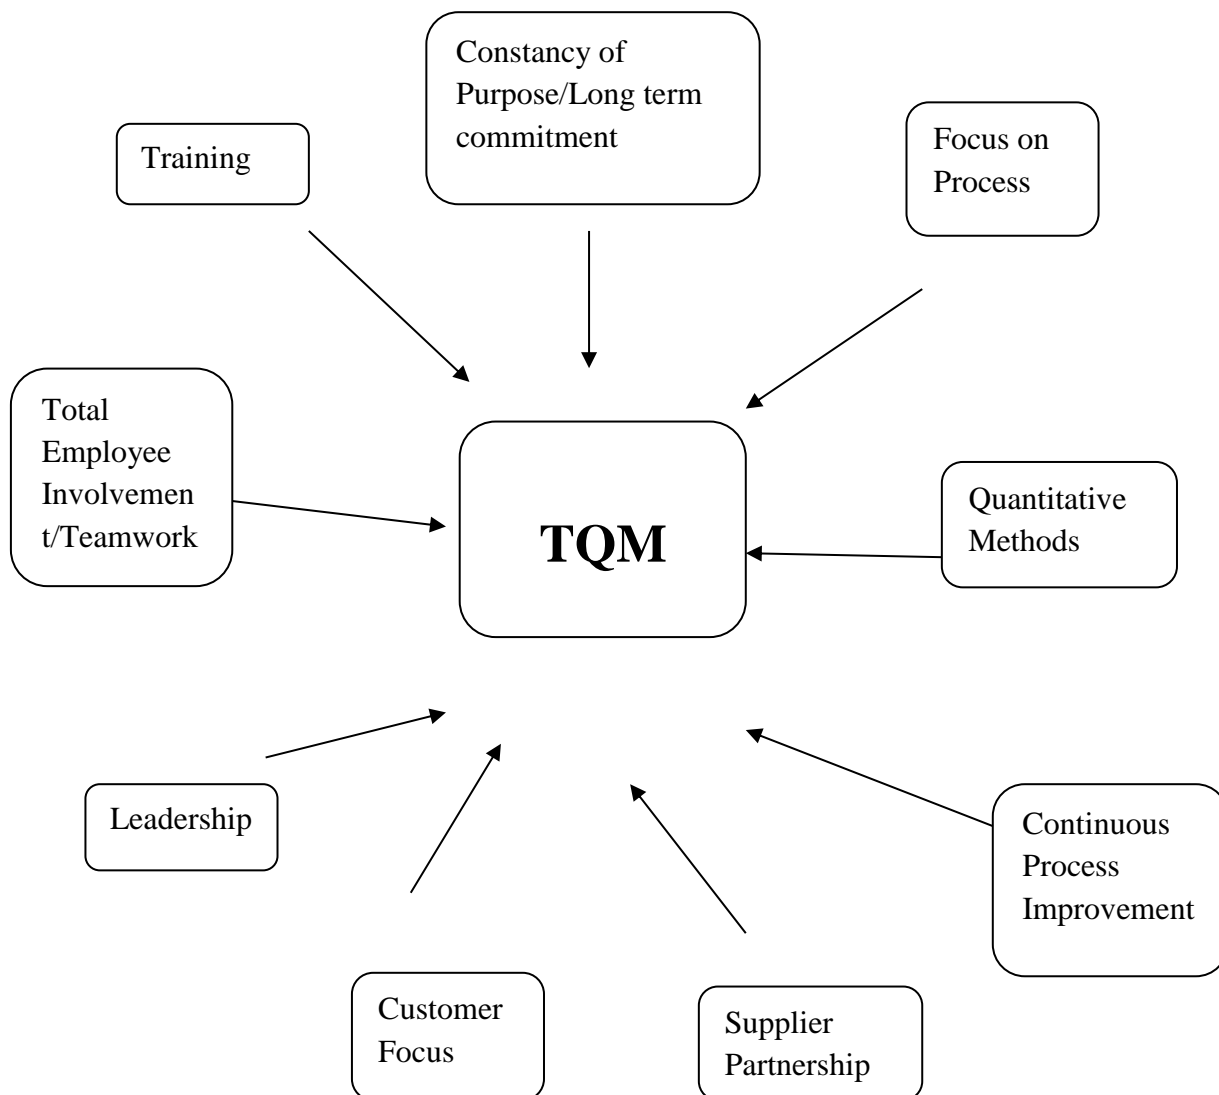 Constancy of
Purpose/Long term
commitment
Focus on
Process
Training
Total
Employee
Involvemen
t/Teamwork
TQM
Quantitative
Methods
Leadership
Continuous
Process
Improvement
Customer
Focus
Supplier
Partnership